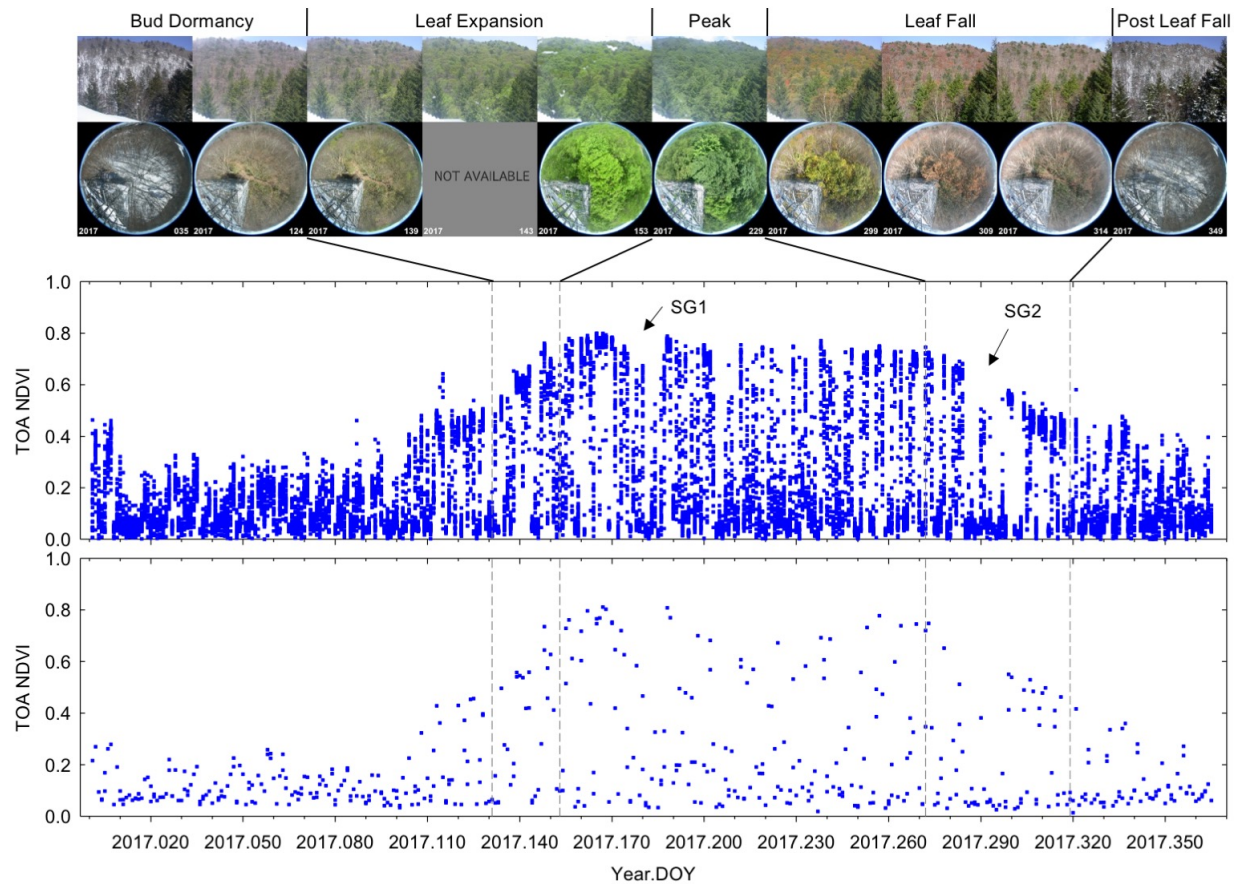 Bud Dormancy Leaf Expansion Peak Leaf Fall Post Leaf Fall
NOT AVAILABLE
2017 035 2017 124 2017 139 2017 143 2017 153 2017 229 2017 299 2017 309 2017 314 2017 349
1.0
SG1
SG2
0.8
0.6
TOA NDVI
0.4
0.2
0.0
1.0
0.8
0.6
TOA NDVI
0.4
0.2
0.0
2017.020 2017.050 2017.080 2017.110 2017.140 2017.170 2017.200 2017.230 2017.260 2017.290 2017.320 2017.350
Year.DOY